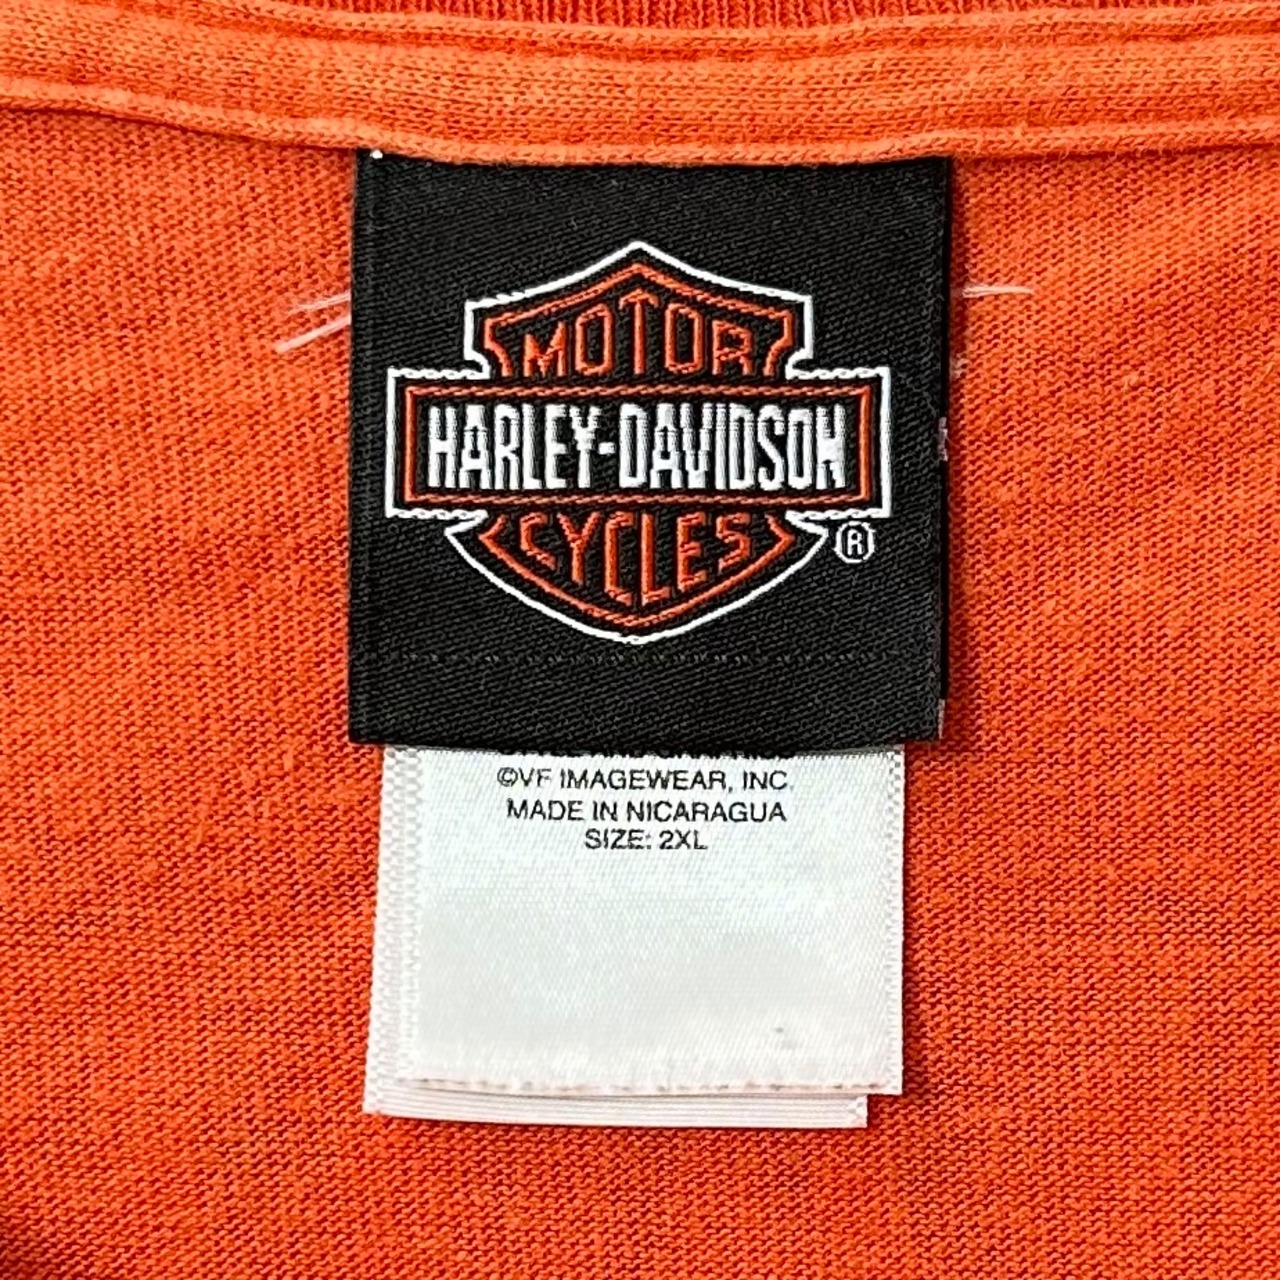 MOTOR
HARLEY-DAVIDSON
CYCLES
®
©VF IMAGEWEAR, INC.
MADE IN NICARAGUA
SIZE: 2XL